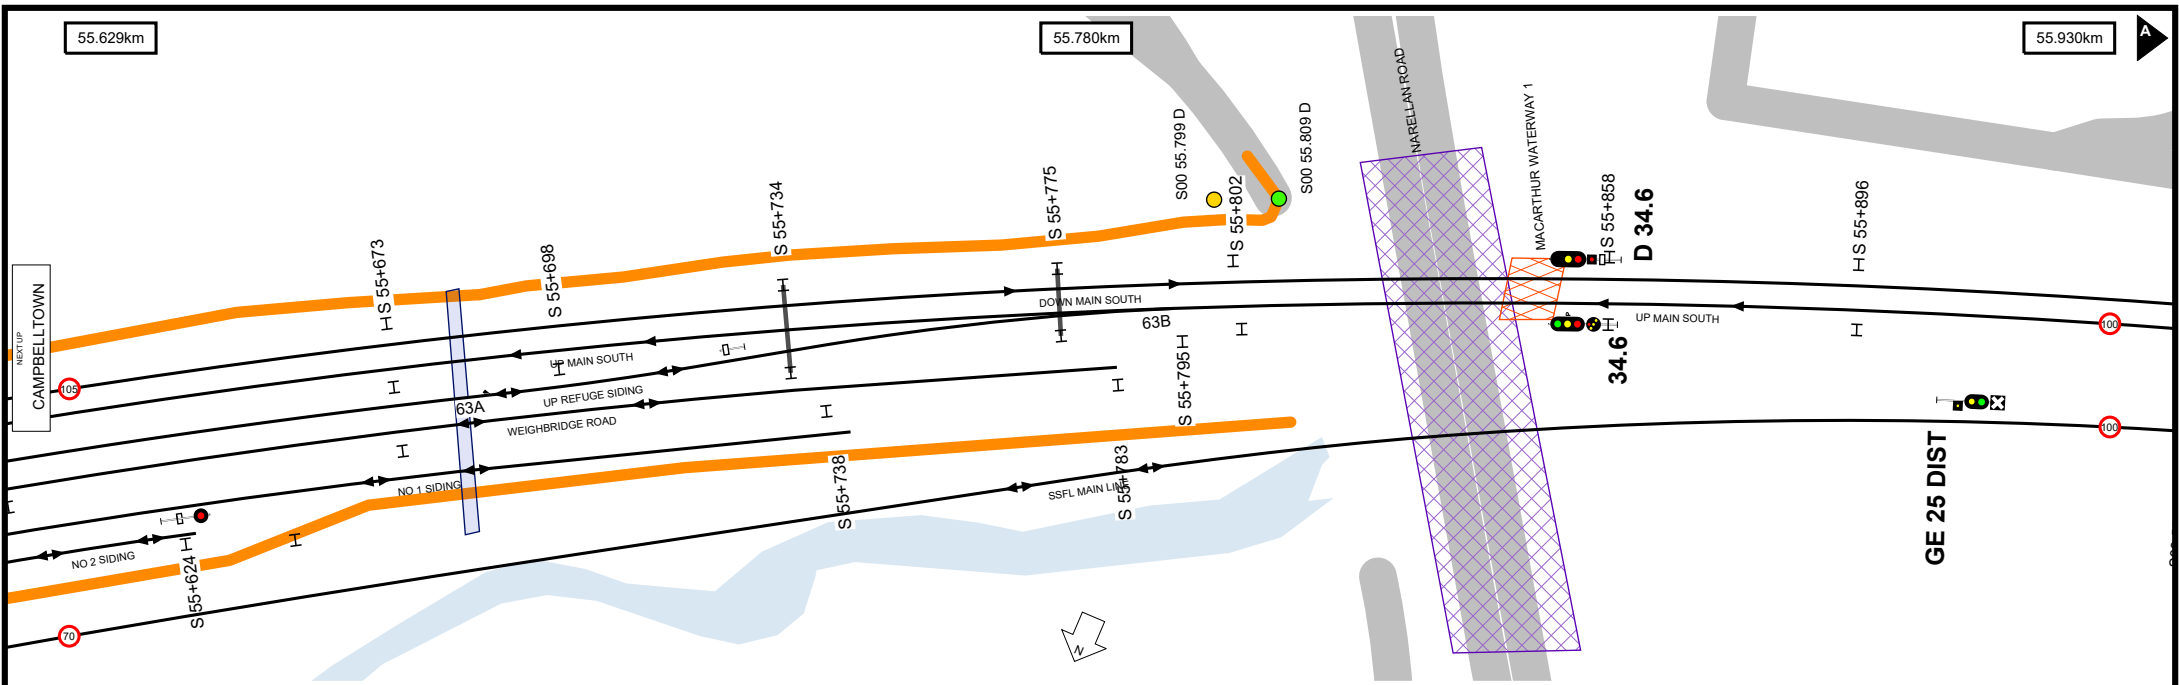 55.629km
55.780km
55.930km
A
NEXT UP
CAMPBELLTOWN
S 55+673
S 55+698
S 55+734
S 55+775
S00 55.799 D
S 55+802
S00 55.809 D
NARELLAN ROAD
MACARTHUR WATERWAY 1
S 55+858
D 34.6
S 55+896
DOWN MAIN SOUTH
UP MAIN SOUTH
63B
UP MAIN SOUTH
100
105
UP REFUGE SIDING
63A
WEIGHBRIDGE ROAD
S 55+795
34.6
100
NO 1 SIDING
S 55+738
SSFL MAIN LINE
S 55+783
GE 25 DIST
NO 2 SIDING
S 55+624
70
N